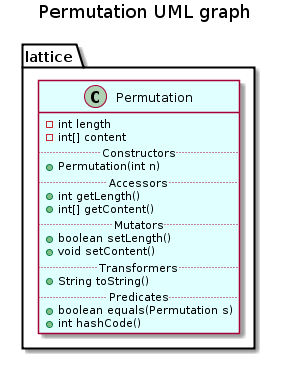 Permutation UML graph
lattice
C Permutation
int length
int[] content
Constructors
Permutation(int n)
Accessors
int getLength()
int[] getContent()
Mutators
boolean setLength()
void setContent()
Transformers
String toString()
Predicates
boolean equals(Permutation s)
int hashCode()